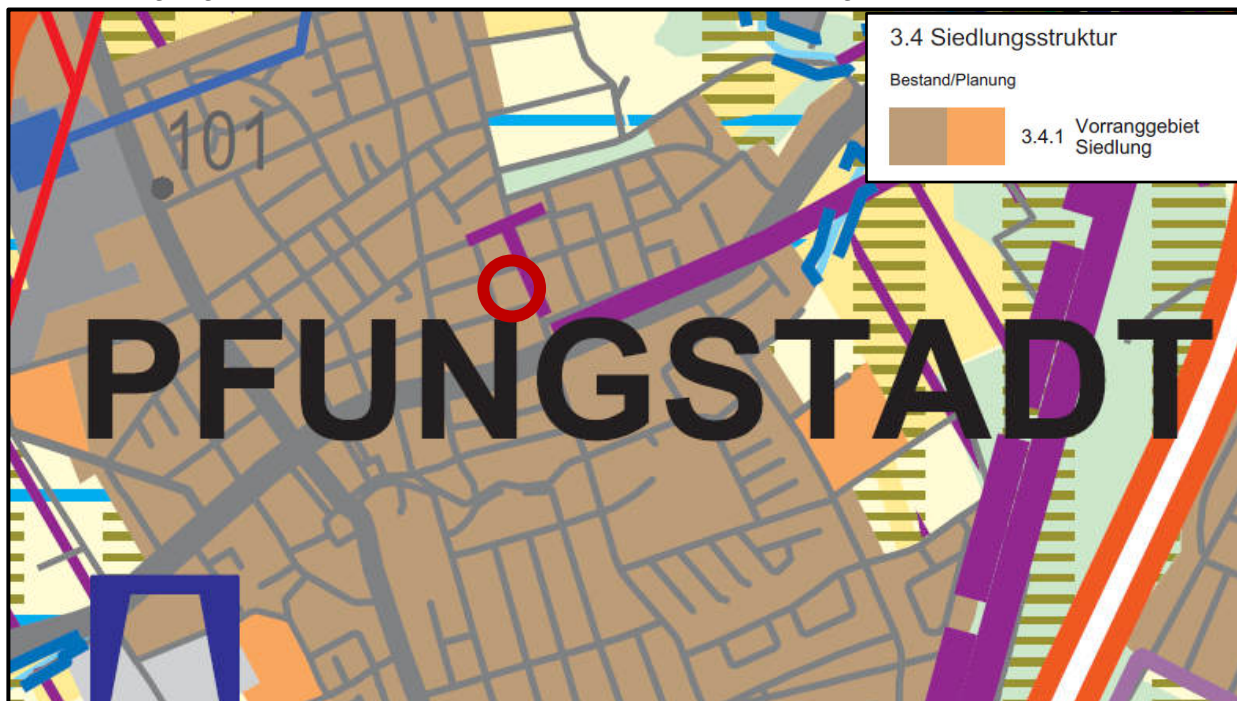 3.4 Siedlungsstruktur
Bestand/Planung
3.4.1 Vorranggebiet
Siedlung
101
PFUNGSTADT